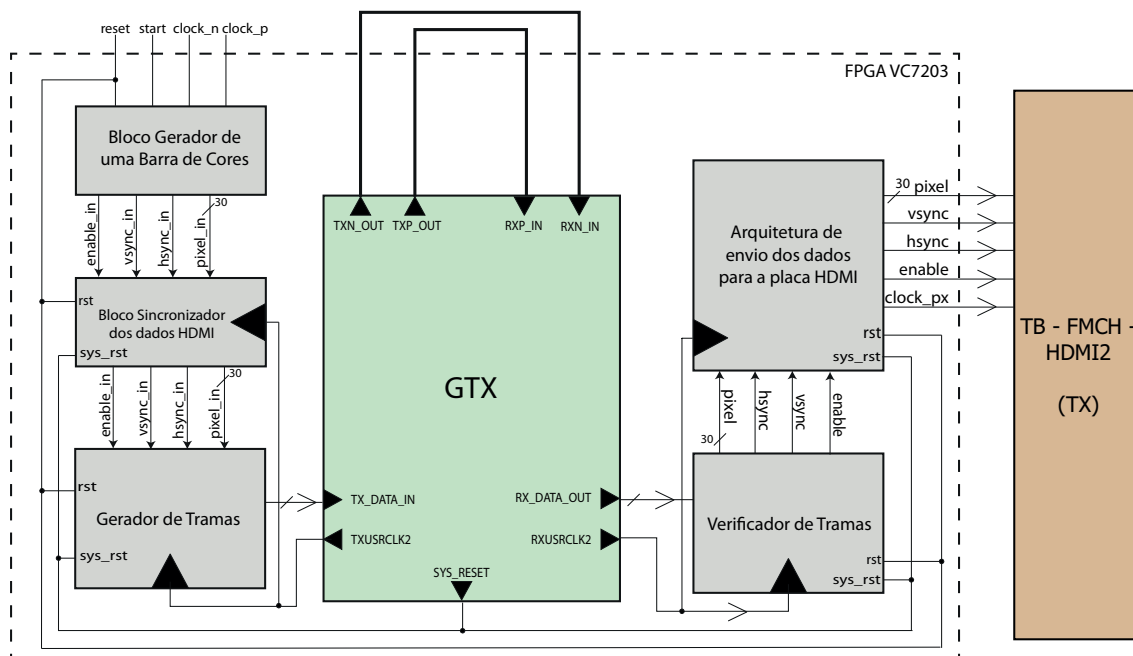 reset start clock_n clock_p
FPGA VC7203
Bloco Gerador de
uma Barra de Cores
enable_in
vsync_in
hsync_in
pixel_in
30
rst
Bloco Sincronizador
dos dados HDMI
sys_rst
enable_in
vsync_in
hsync_in
pixel_in
30
rst
Gerador de Tramas
sys_rst
TXN_OUT
TXP_OUT
RXP_IN
RXN_IN
GTX
TX_DATA_IN
RX_DATA_OUT
TXUSRCLK2
RXUSRCLK2
SYS_RESET
Arquitetura de
envio dos dados
para a placa HDMI
30
pixel
vsync
hsync
enable
clock_px
rst
sys_rst
pixel
hsync
vsync
enable
30
Verificador de Tramas
rst
sys_rst
TB - FMCH -
HDMI2
(TX)